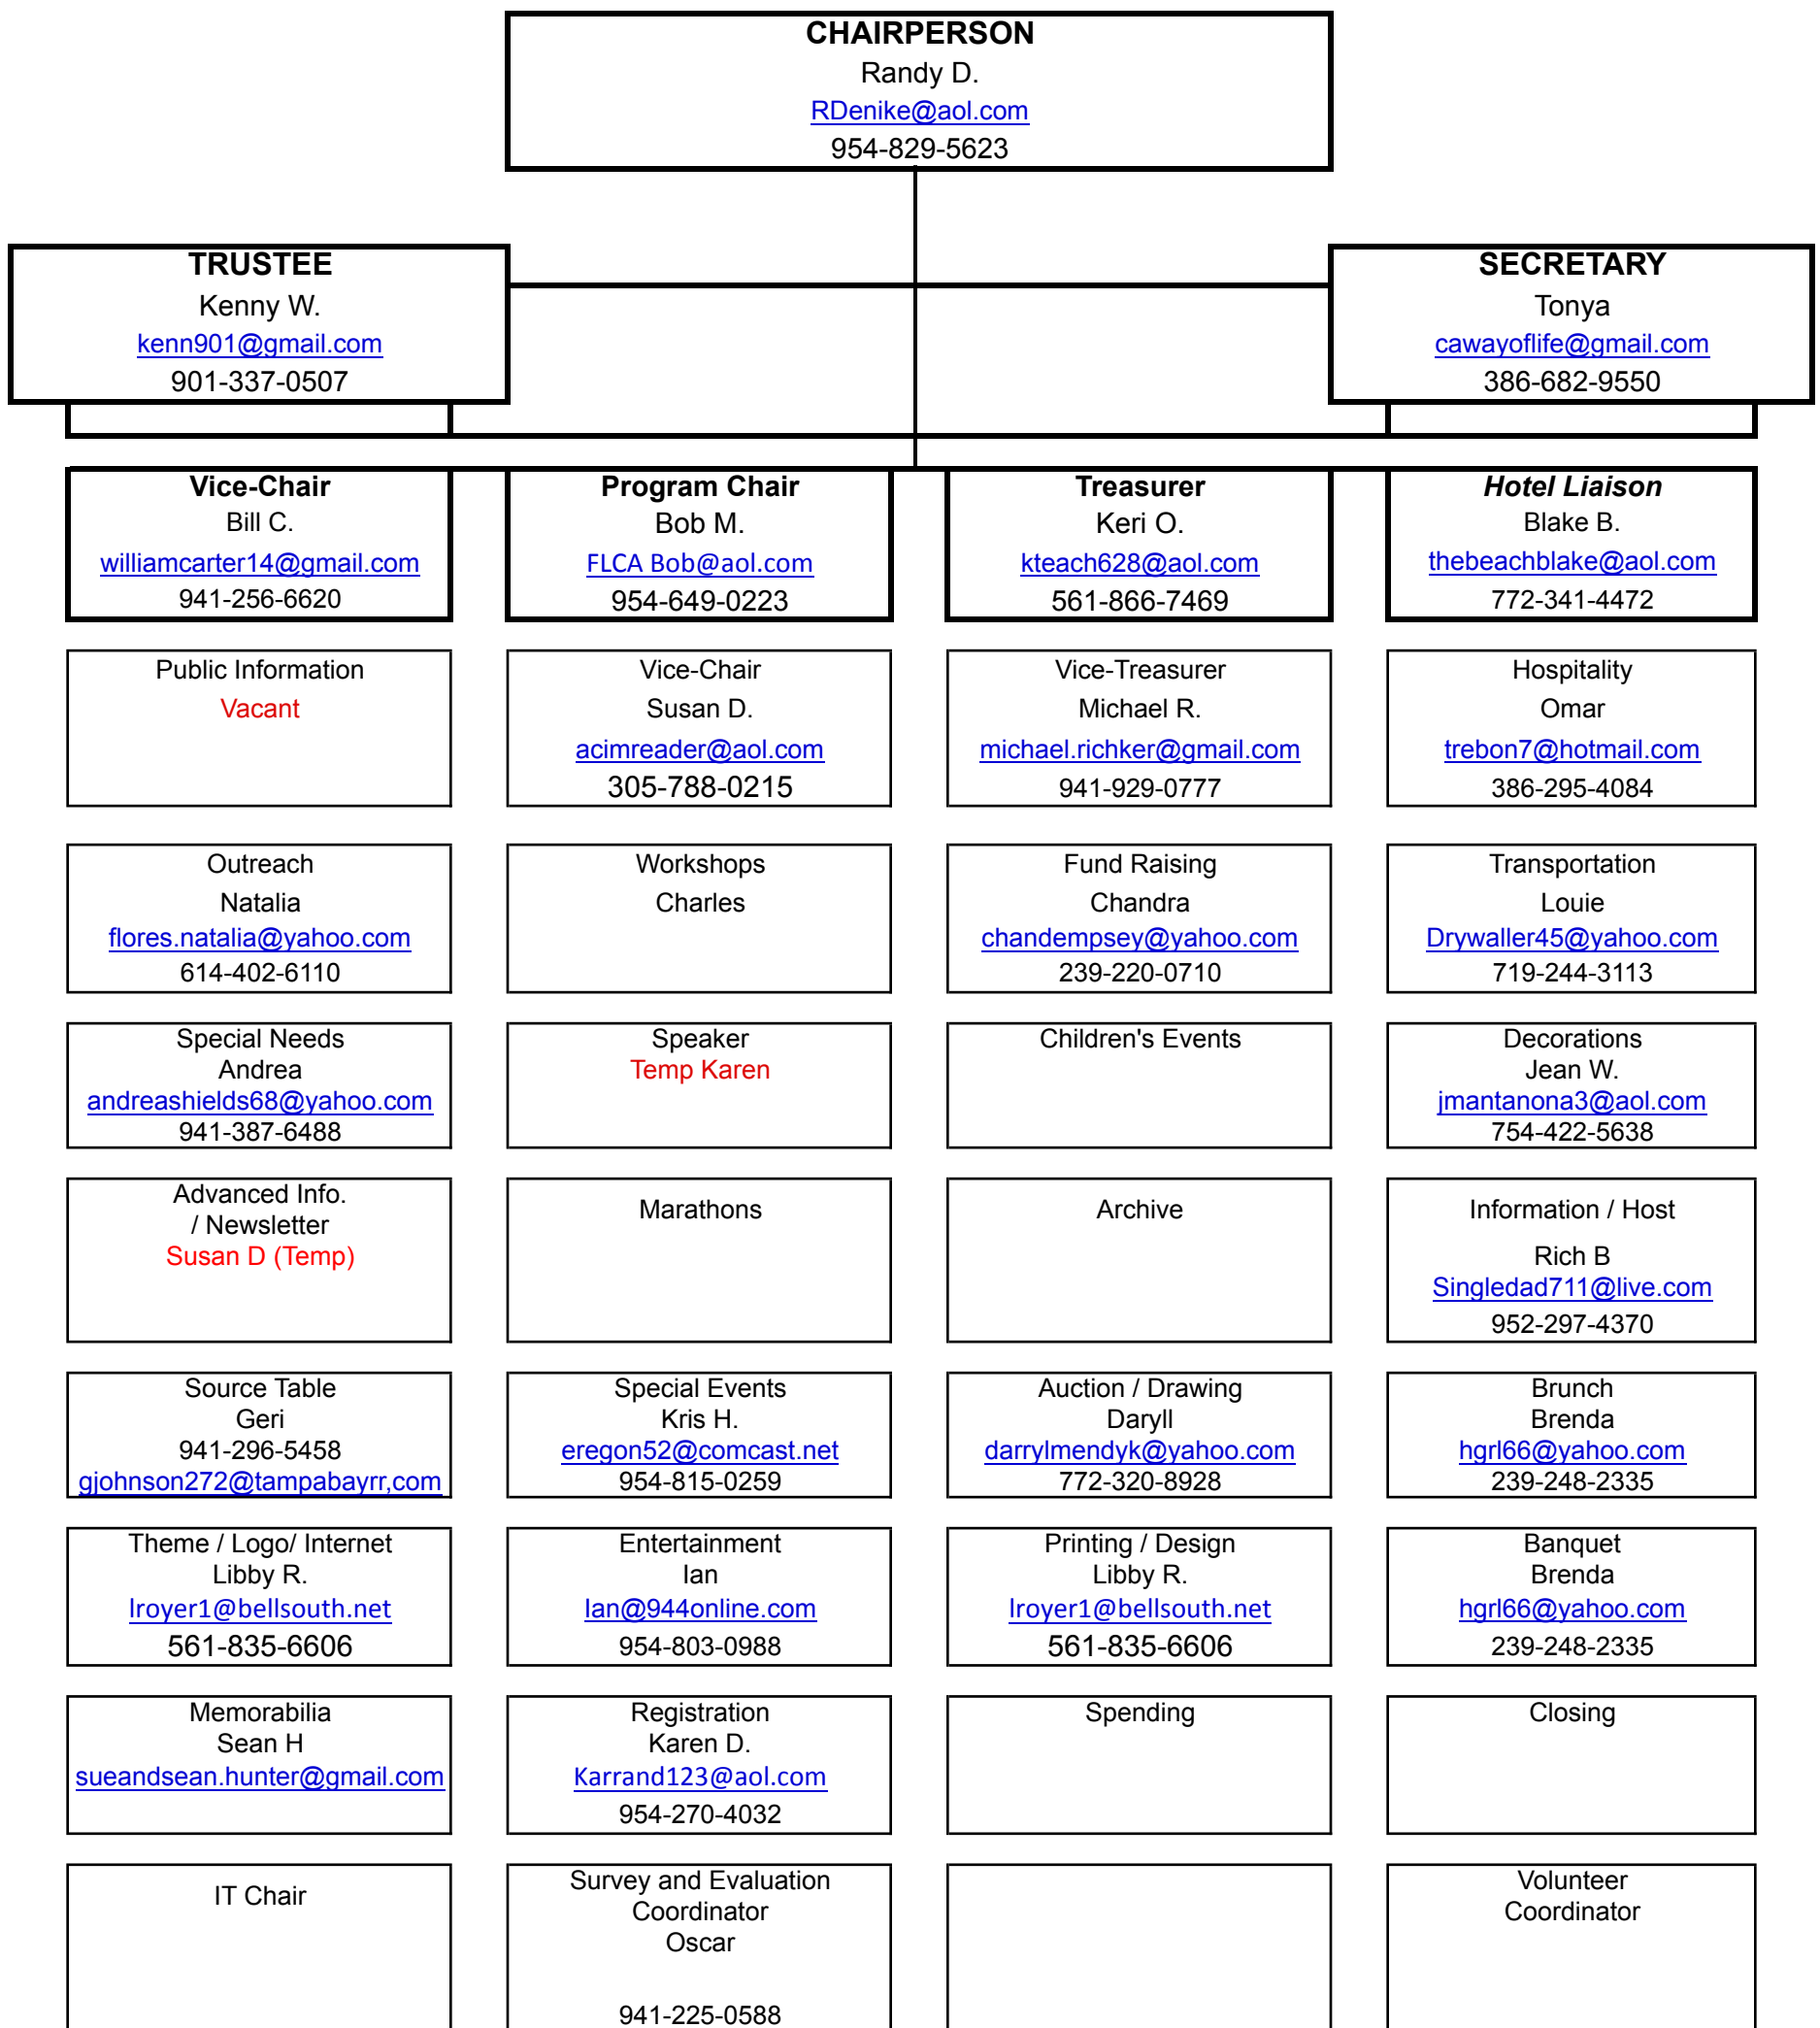 CHAIRPERSON
Randy D.
RDenike@aol.com
954-829-5623
TRUSTEE
Kenny W.
kenn901@gmail.com
901-337-0507
SECRETARY
Tonya
cawayoflife@gmail.com
386-682-9550
Vice-Chair
Bill C.
williamcarter14@gmail.com
941-256-6620
Program Chair
Bob M.
FLCA Bob@aol.com
954-649-0223
Treasurer
Keri O.
kteach628@aol.com
561-866-7469
Hotel Liaison
Blake B.
thebeachblake@aol.com
772-341-4472
Public Information
Vacant
Vice-Chair
Susan D.
acimreader@aol.com
305-788-0215
Vice-Treasurer
Michael R.
michael.richker@gmail.com
941-929-0777
Hospitality
Omar
trebon7@hotmail.com
386-295-4084
Outreach
Natalia
flores.natalia@yahoo.com
614-402-6110
Workshops
Charles
Fund Raising
Chandra
chandempsey@yahoo.com
239-220-0710
Transportation
Louie
Drywaller45@yahoo.com
719-244-3113
Special Needs
Andrea
andreashields68@yahoo.com
941-387-6488
Speaker
Temp Karen
Children's Events
Decorations
Jean W.
jmantanona3@aol.com
754-422-5638
Advanced Info.
/ Newsletter
Susan D (Temp)
Marathons
Archive
Information / Host
Rich B
Singledad711@live.com
952-297-4370
Source Table
Geri
941-296-5458
gjohnson272@tampabayrr,com
Special Events
Kris H.
eregon52@comcast.net
954-815-0259
Auction / Drawing
Daryll
darrylmendyk@yahoo.com
772-320-8928
Brunch
Brenda
hgrl66@yahoo.com
239-248-2335
Theme / Logo/ Internet
Libby R.
lroyer1@bellsouth.net
561-835-6606
Entertainment
Ian
Ian@944online.com
954-803-0988
Printing / Design
Libby R.
lroyer1@bellsouth.net
561-835-6606
Banquet
Brenda
hgrl66@yahoo.com
239-248-2335
Memorabilia
Sean H
sueandsean.hunter@gmail.com
Registration
Karen D.
Karrand123@aol.com
954-270-4032
Spending
Closing
IT Chair
Survey and Evaluation
Coordinator
Oscar
941-225-0588
Volunteer
Coordinator